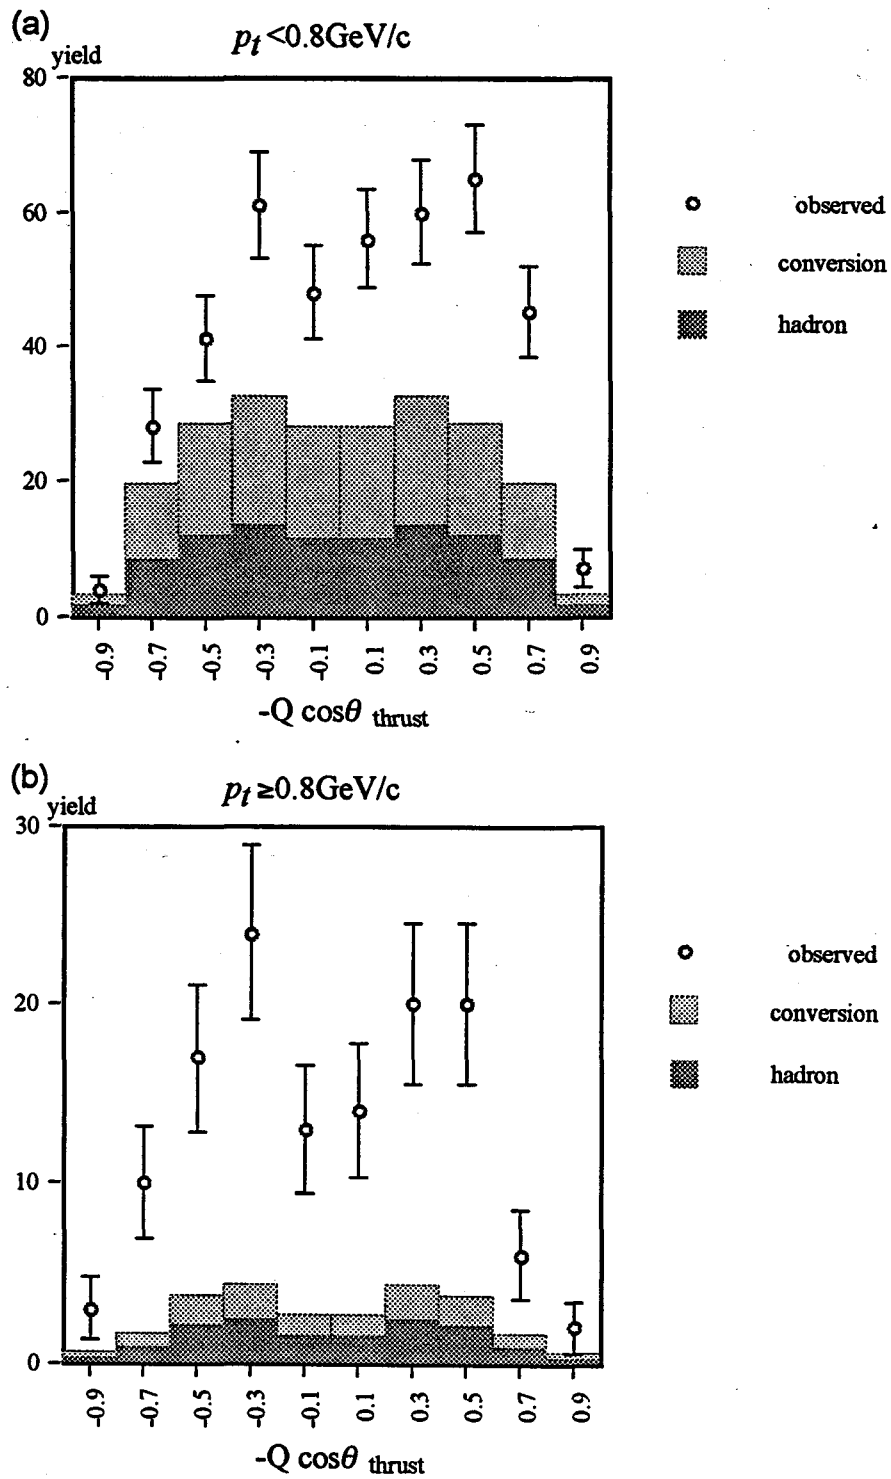 (a)
p_t <0.8GeV/c
yield
80
60
40
20
0
observed
conversion
hadron
-0.9 -0.7 -0.5 -0.3 -0.1 0.1 0.3 0.5 0.7 0.9
-Q cosθ thrust
(b)
p_t ≥0.8GeV/c
yield
30
20
10
0
observed
conversion
hadron
-0.9 -0.7 -0.5 -0.3 -0.1 0.1 0.3 0.5 0.7 0.9
-Q cosθ thrust